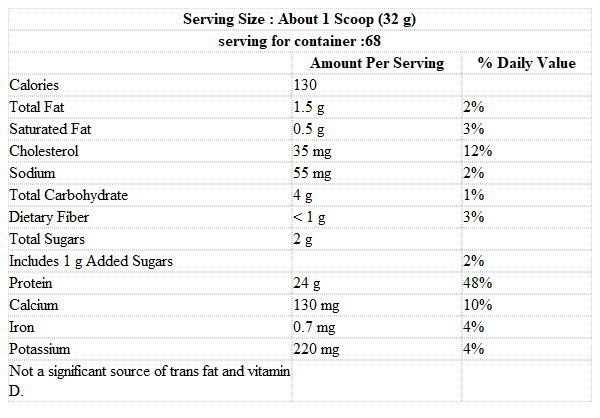 Serving Size : About 1 Scoop (32 g)
serving for container :68
Amount Per Serving % Daily Value
Calories 130
Total Fat 1.5 g 2%
Saturated Fat 0.5 g 3%
Cholesterol 35 mg 12%
Sodium 55 mg 2%
Total Carbohydrate 4 g 1%
Dietary Fiber < 1 g 3%
Total Sugars 2 g
Includes 1 g Added Sugars 2%
Protein 24 g 48%
Calcium 130 mg 10%
Iron 0.7 mg 4%
Potassium 220 mg 4%
Not a significant source of trans fat and vitamin
D.